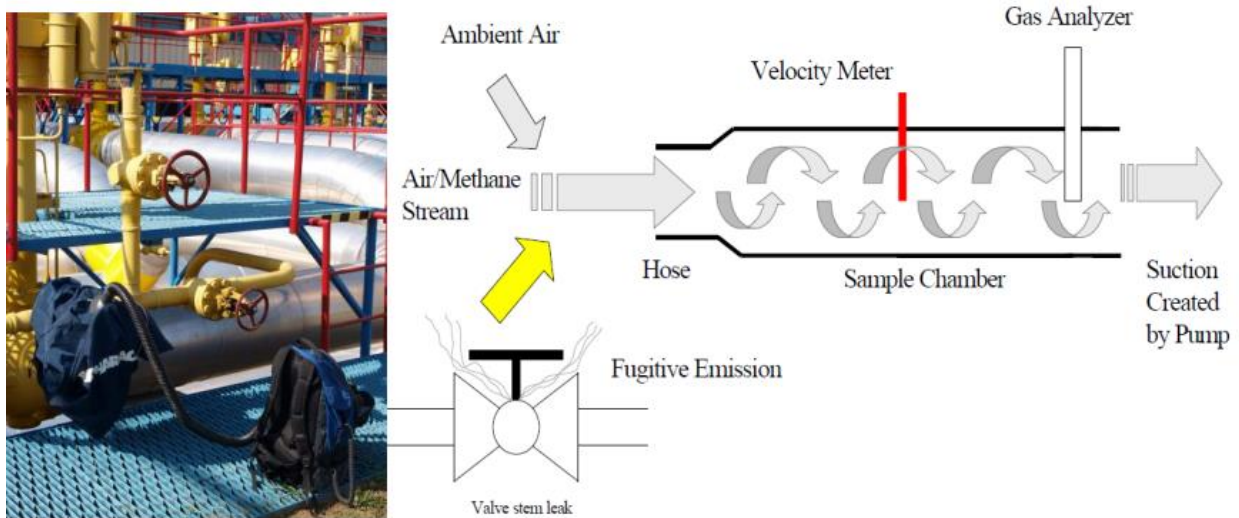 Ambient Air
Gas Analyzer
Velocity Meter
Air/Methane
Stream
Hose
Sample Chamber
Suction
Created
by Pump
Fugitive Emission
Valve stem leak